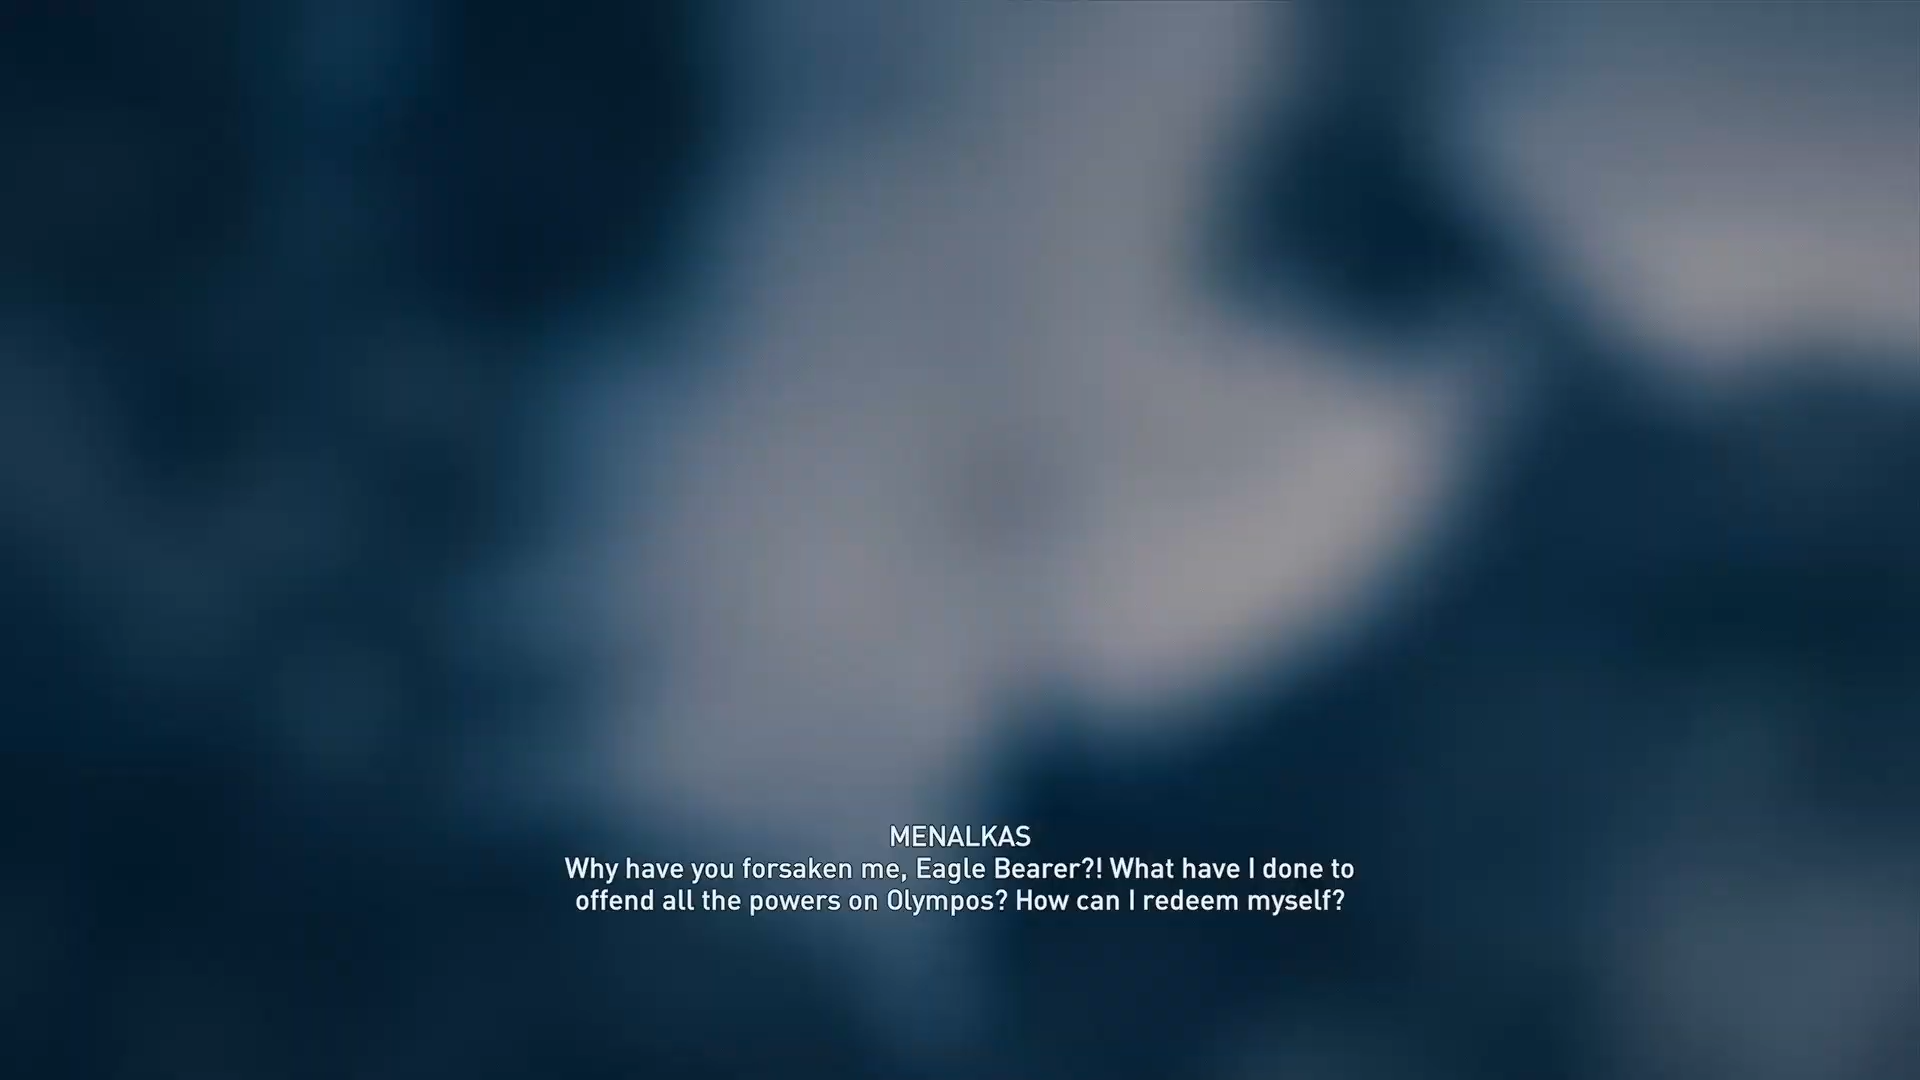 MENALKAS
Why have you forsaken me, Eagle Bearer?! What have I done to
offend all the powers on Olympos? How can I redeem myself?